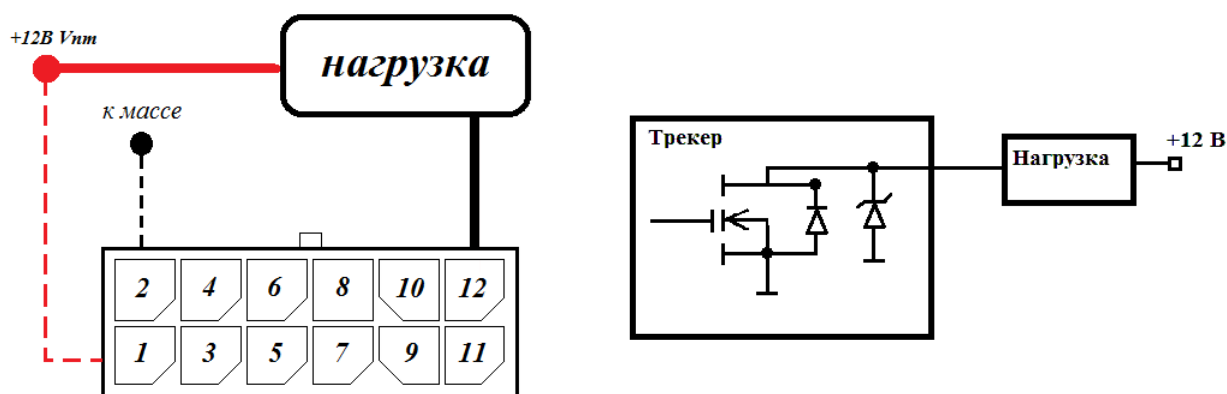 +12В Vпт
нагрузка
к массе
2 4 6 8 10 12
1 3 5 7 9 11
Трекер
Нагрузка
+12 В